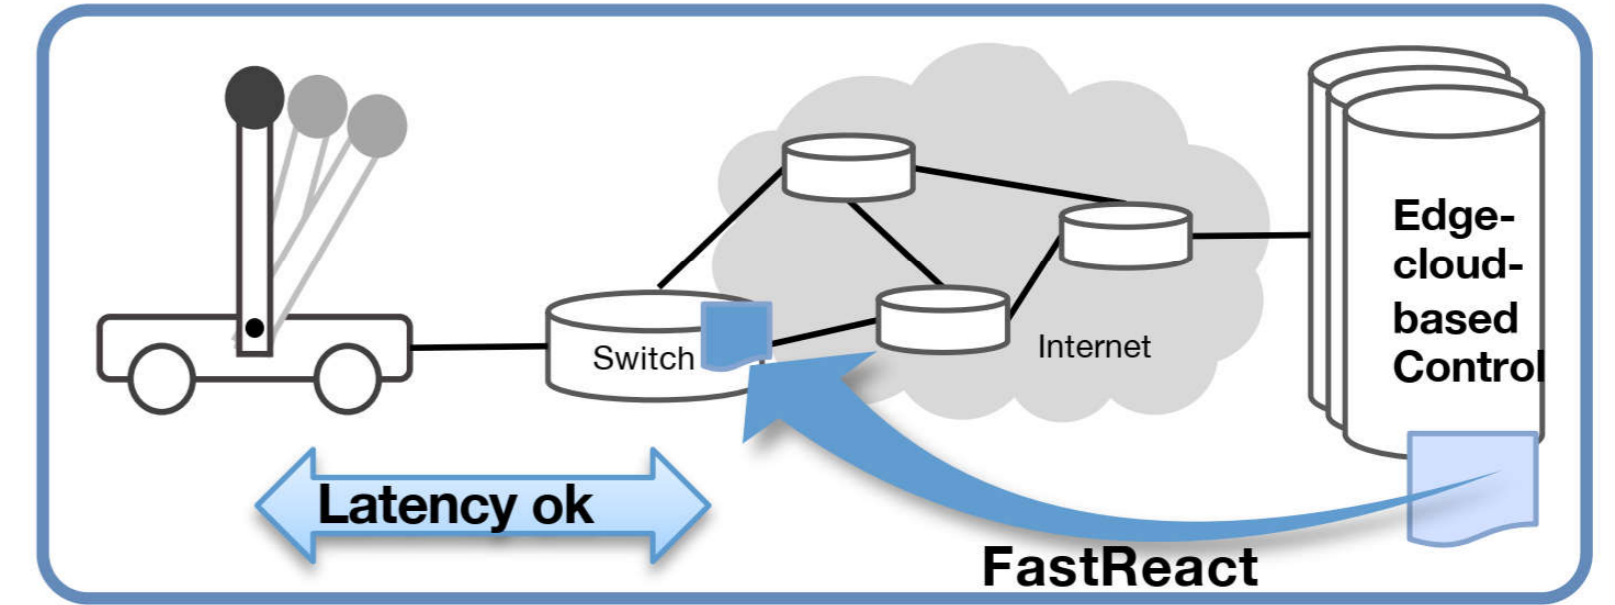 Switch
Internet
Edge-
cloud-
based
Control
Latency ok
FastReact